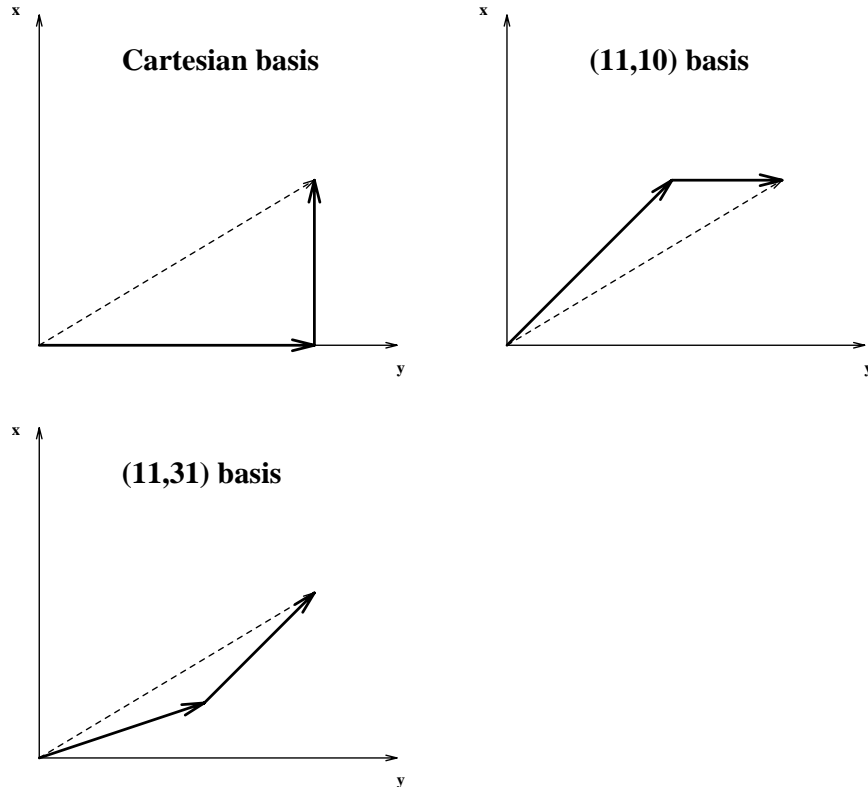 x
Cartesian basis
y
x
(11,10) basis
y
x
(11,31) basis
y